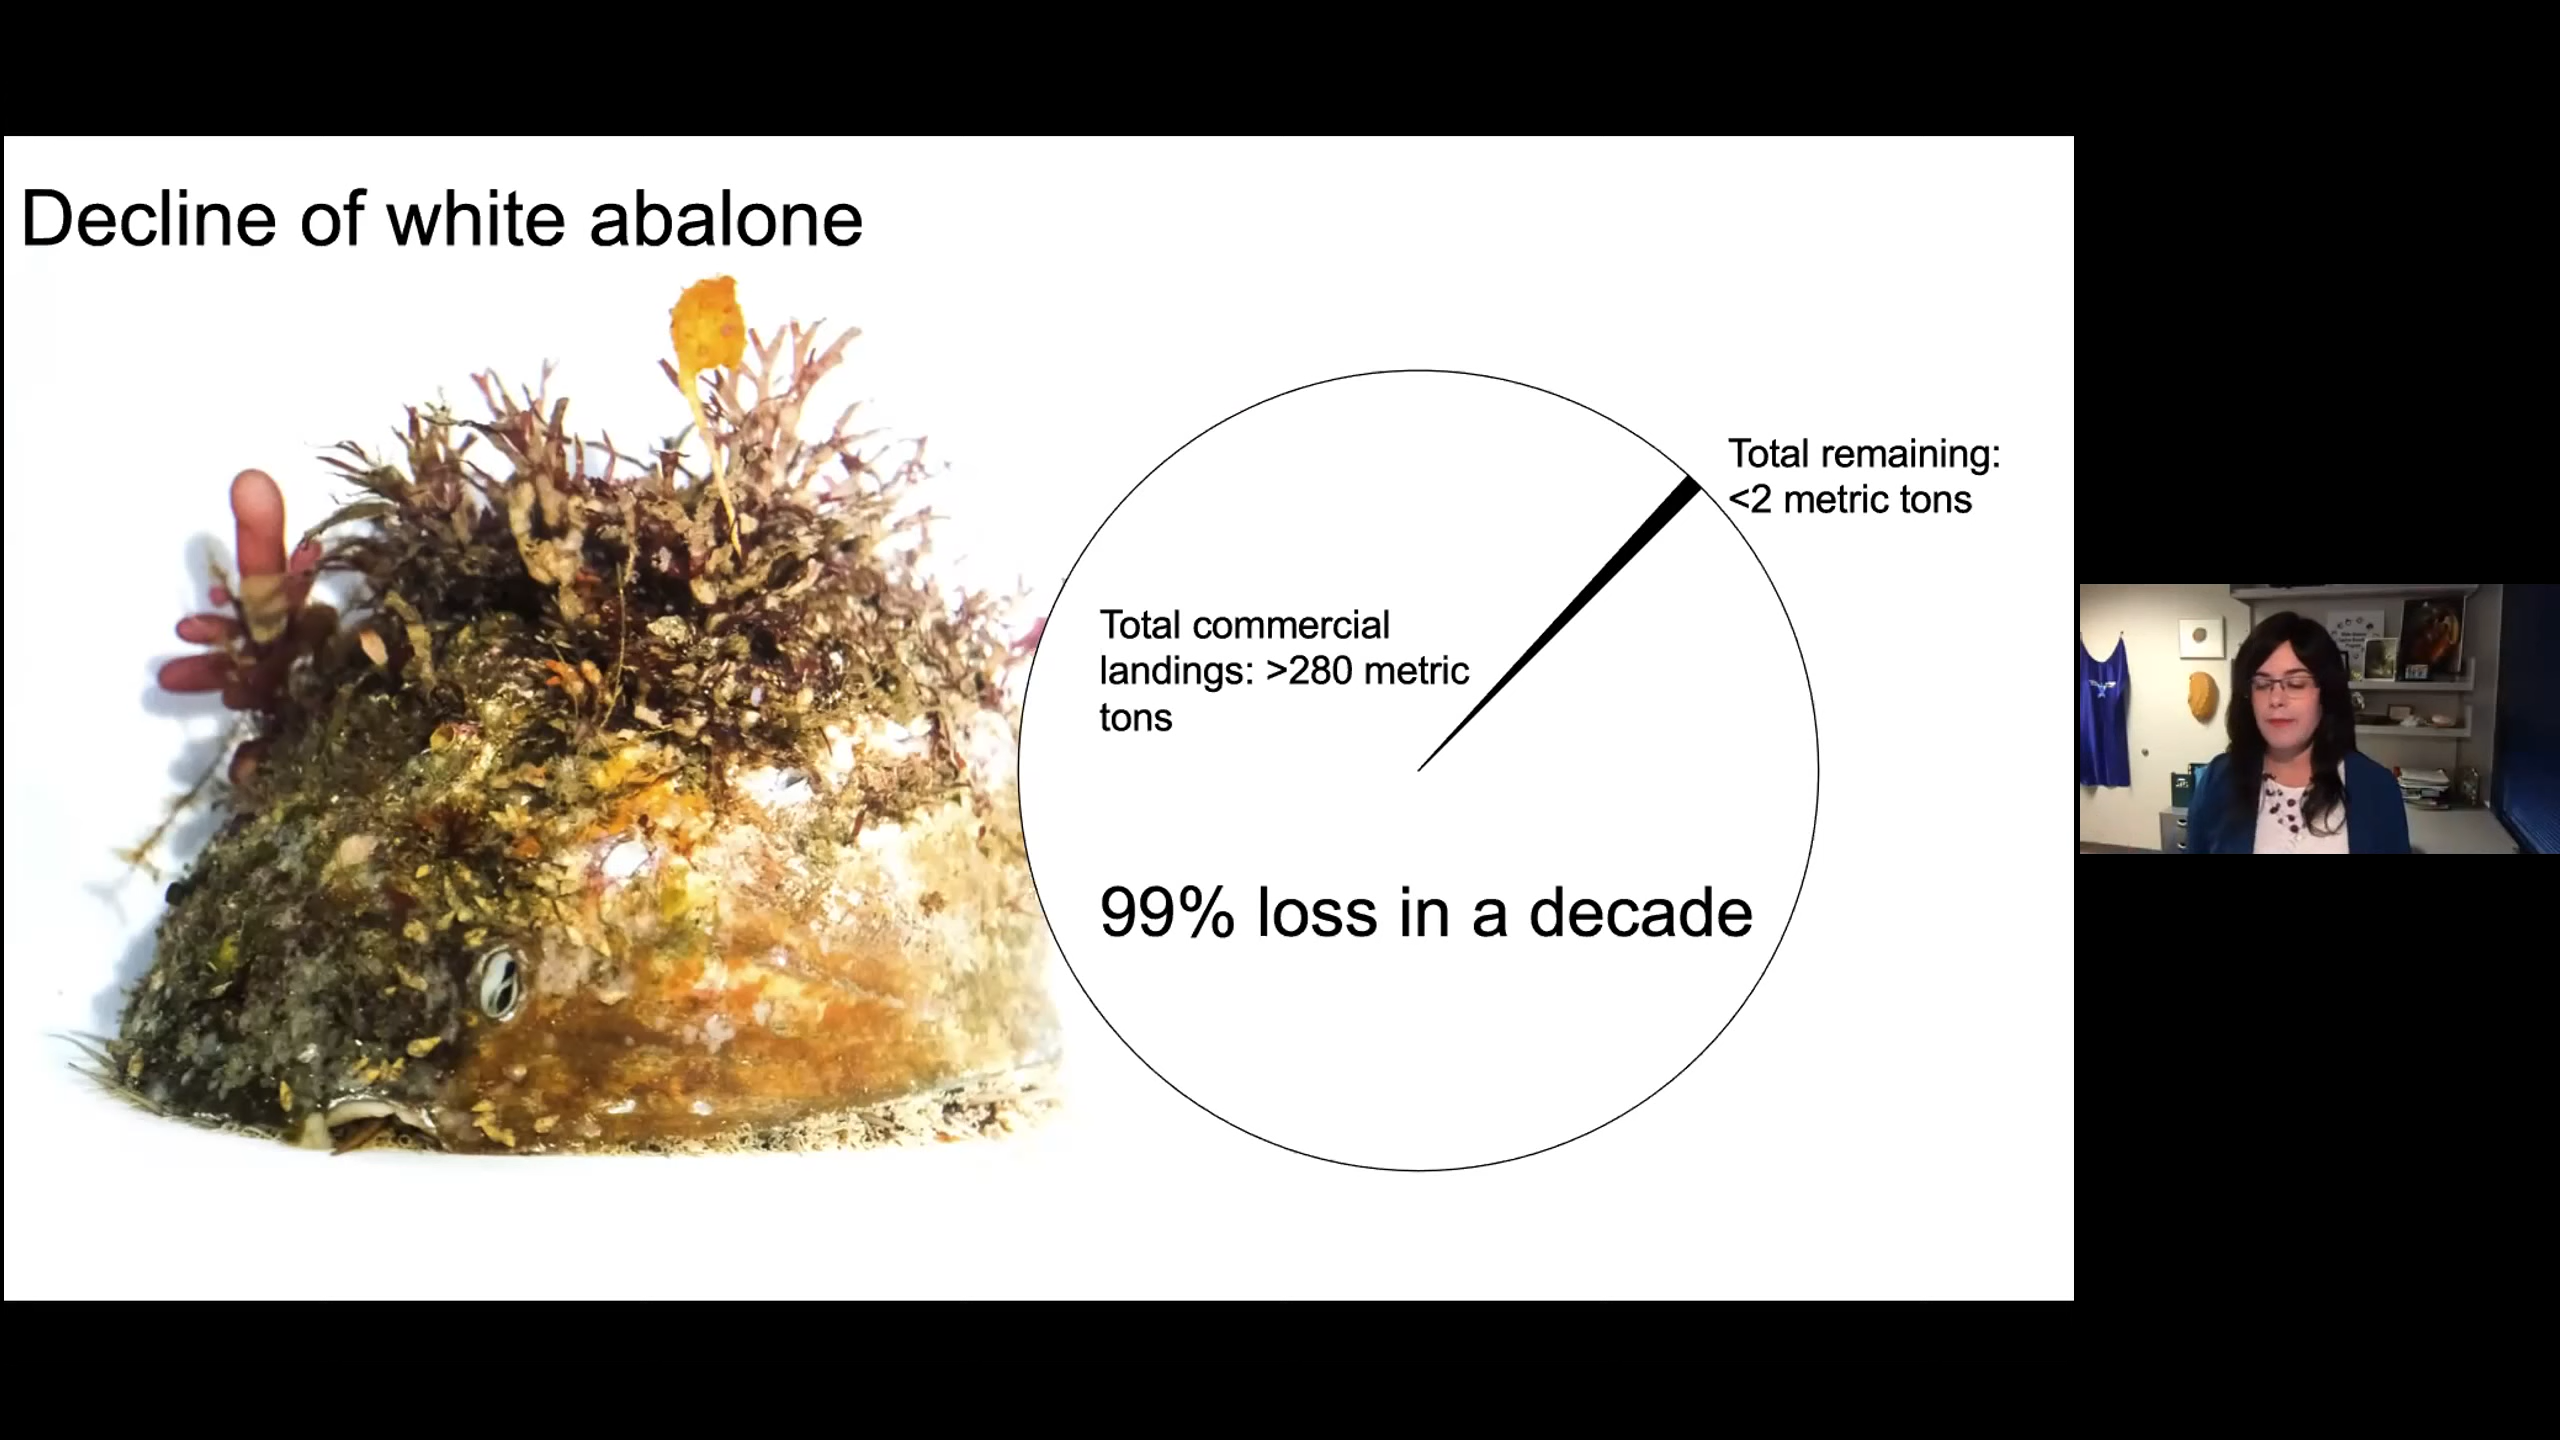 Decline of white abalone
Total remaining:
<2 metric tons
Total commercial
landings: >280 metric
tons
99% loss in a decade